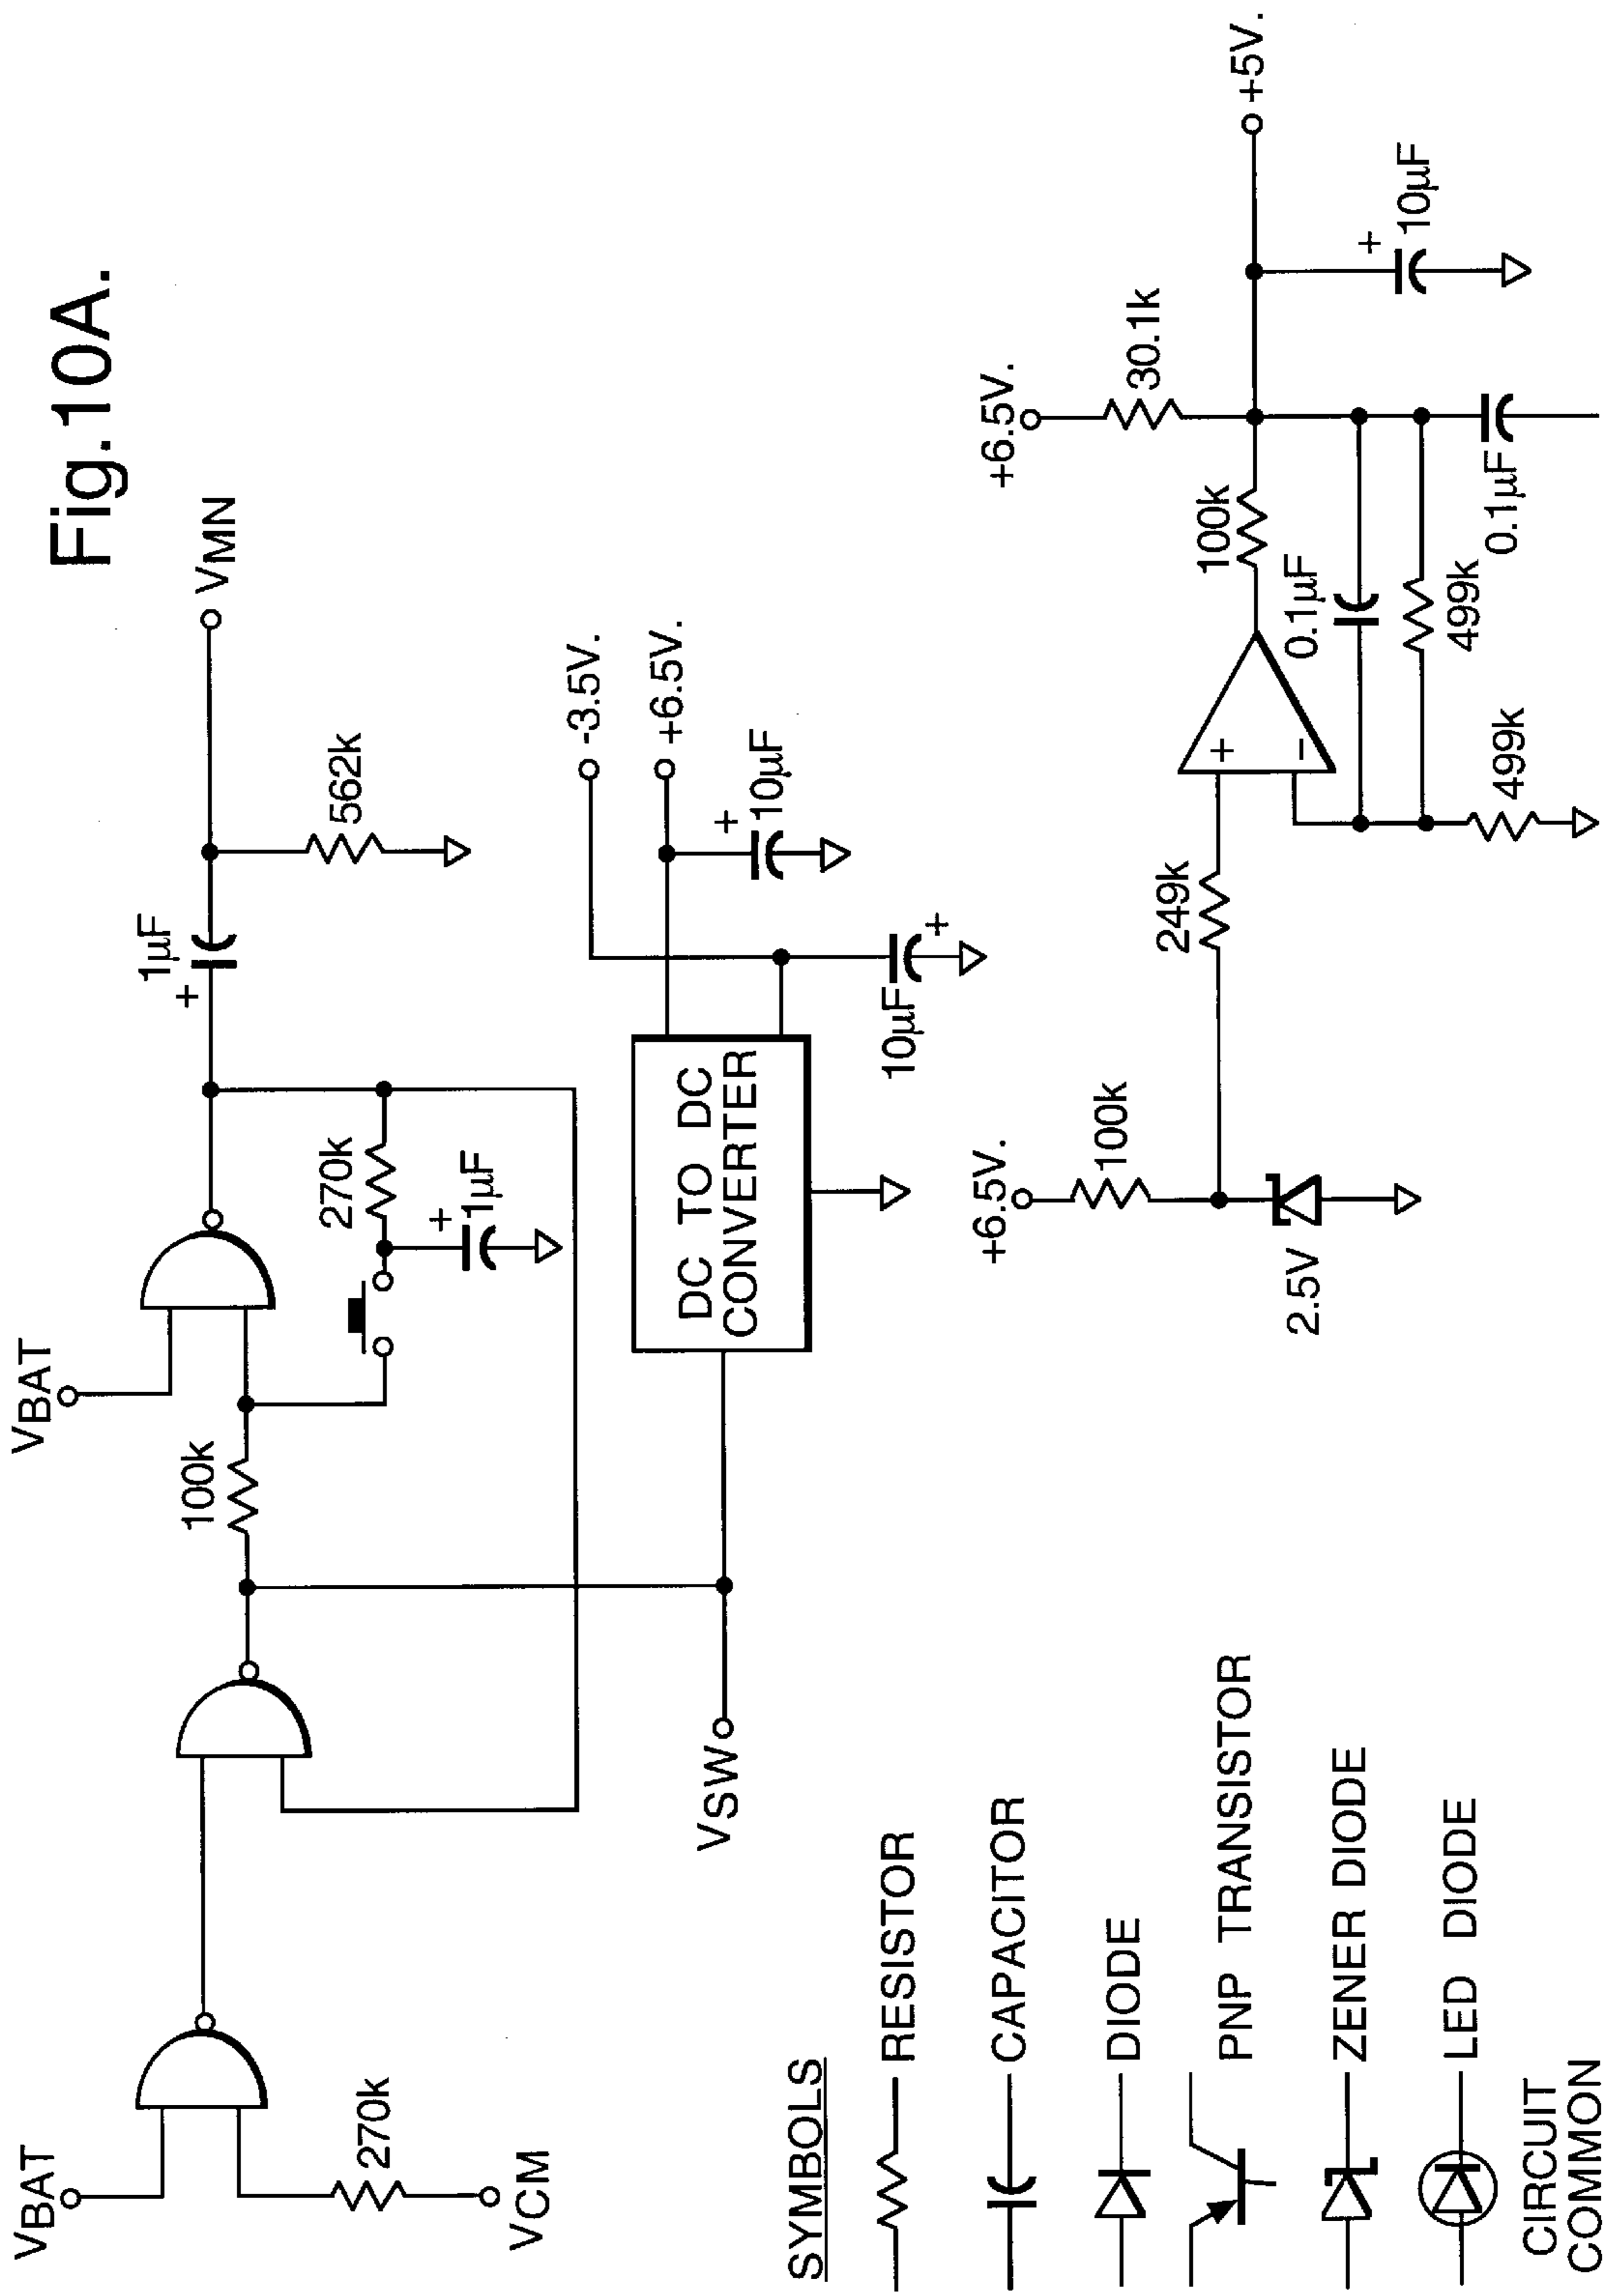 Fig.10A.
VBAT
VBAT
270k
VCM
100k
270k
+
1µF
+
1µF
VMN
562k
VSW
DC TO DC
CONVERTER
-3.5V.
+6.5V.
+
10µF
10µF
+
SYMBOLS
RESISTOR
CAPACITOR
DIODE
PNP TRANSISTOR
ZENER DIODE
LED DIODE
CIRCUIT
COMMON
+6.5V.
100k
2.5V
249k
+
−
100k
0.1µF
499k
499k
+6.5V.
30.1k
0.1µF
+5V.
+
10µF